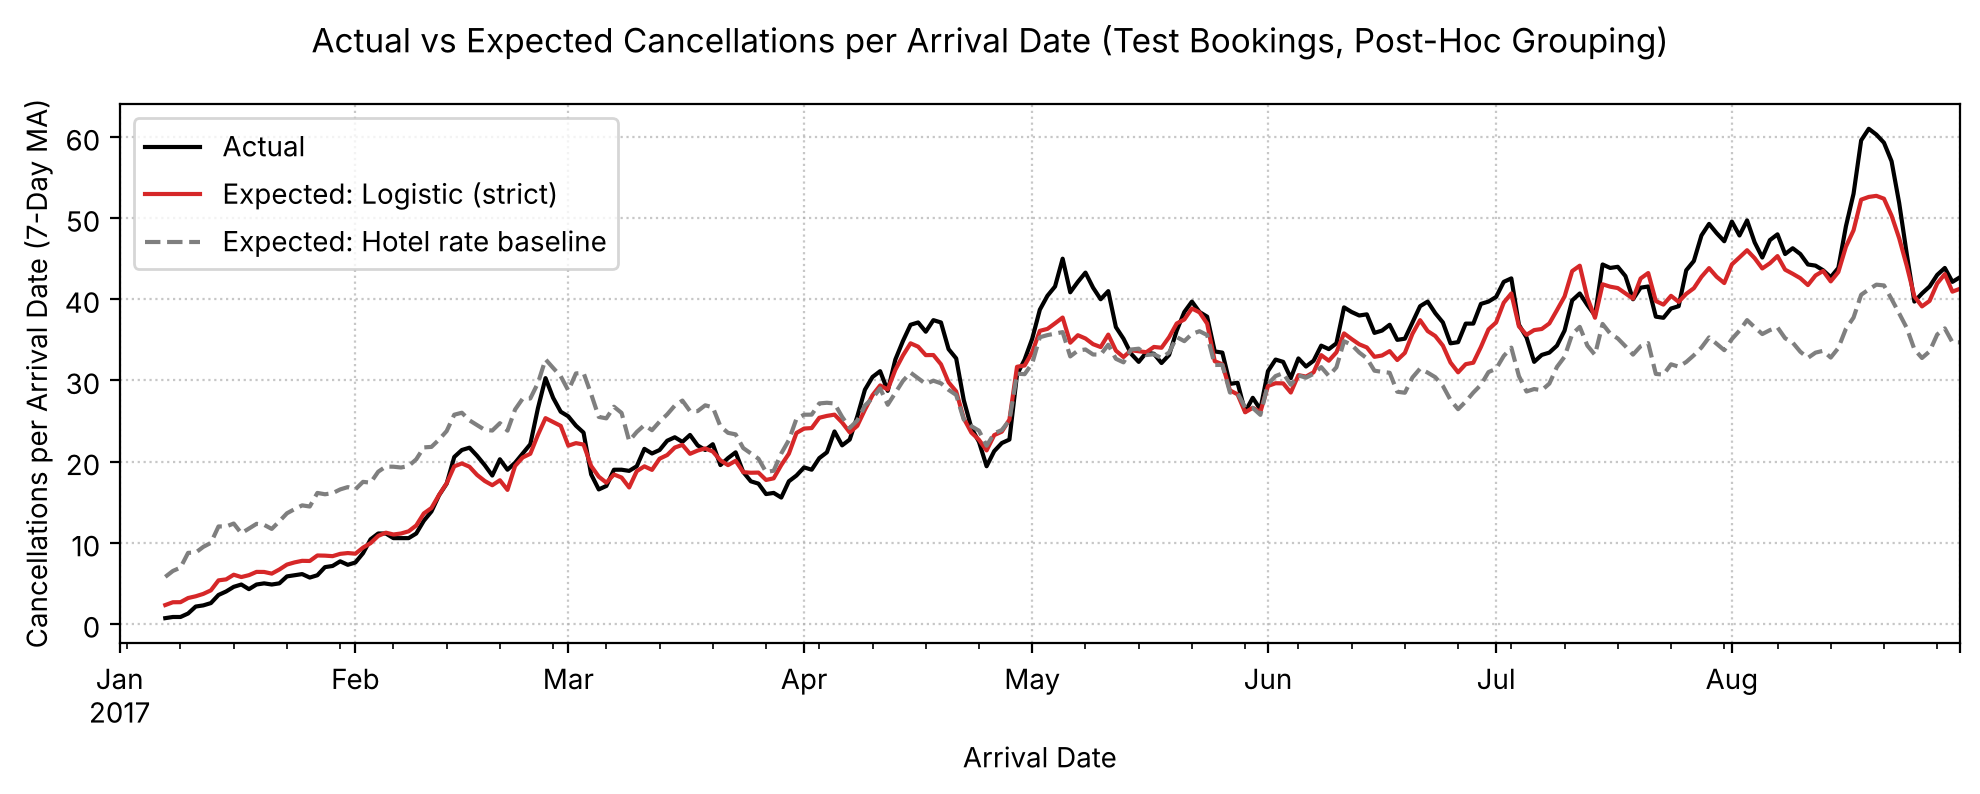 Actual vs Expected Cancellations per Arrival Date (Test Bookings, Post-Hoc Grouping)
Cancellations per Arrival Date (7-Day MA)
60
50
40
30
20
10
0
Actual
Expected: Logistic (strict)
Expected: Hotel rate baseline
Jan Feb Mar Apr May Jun Jul Aug
2017
Arrival Date